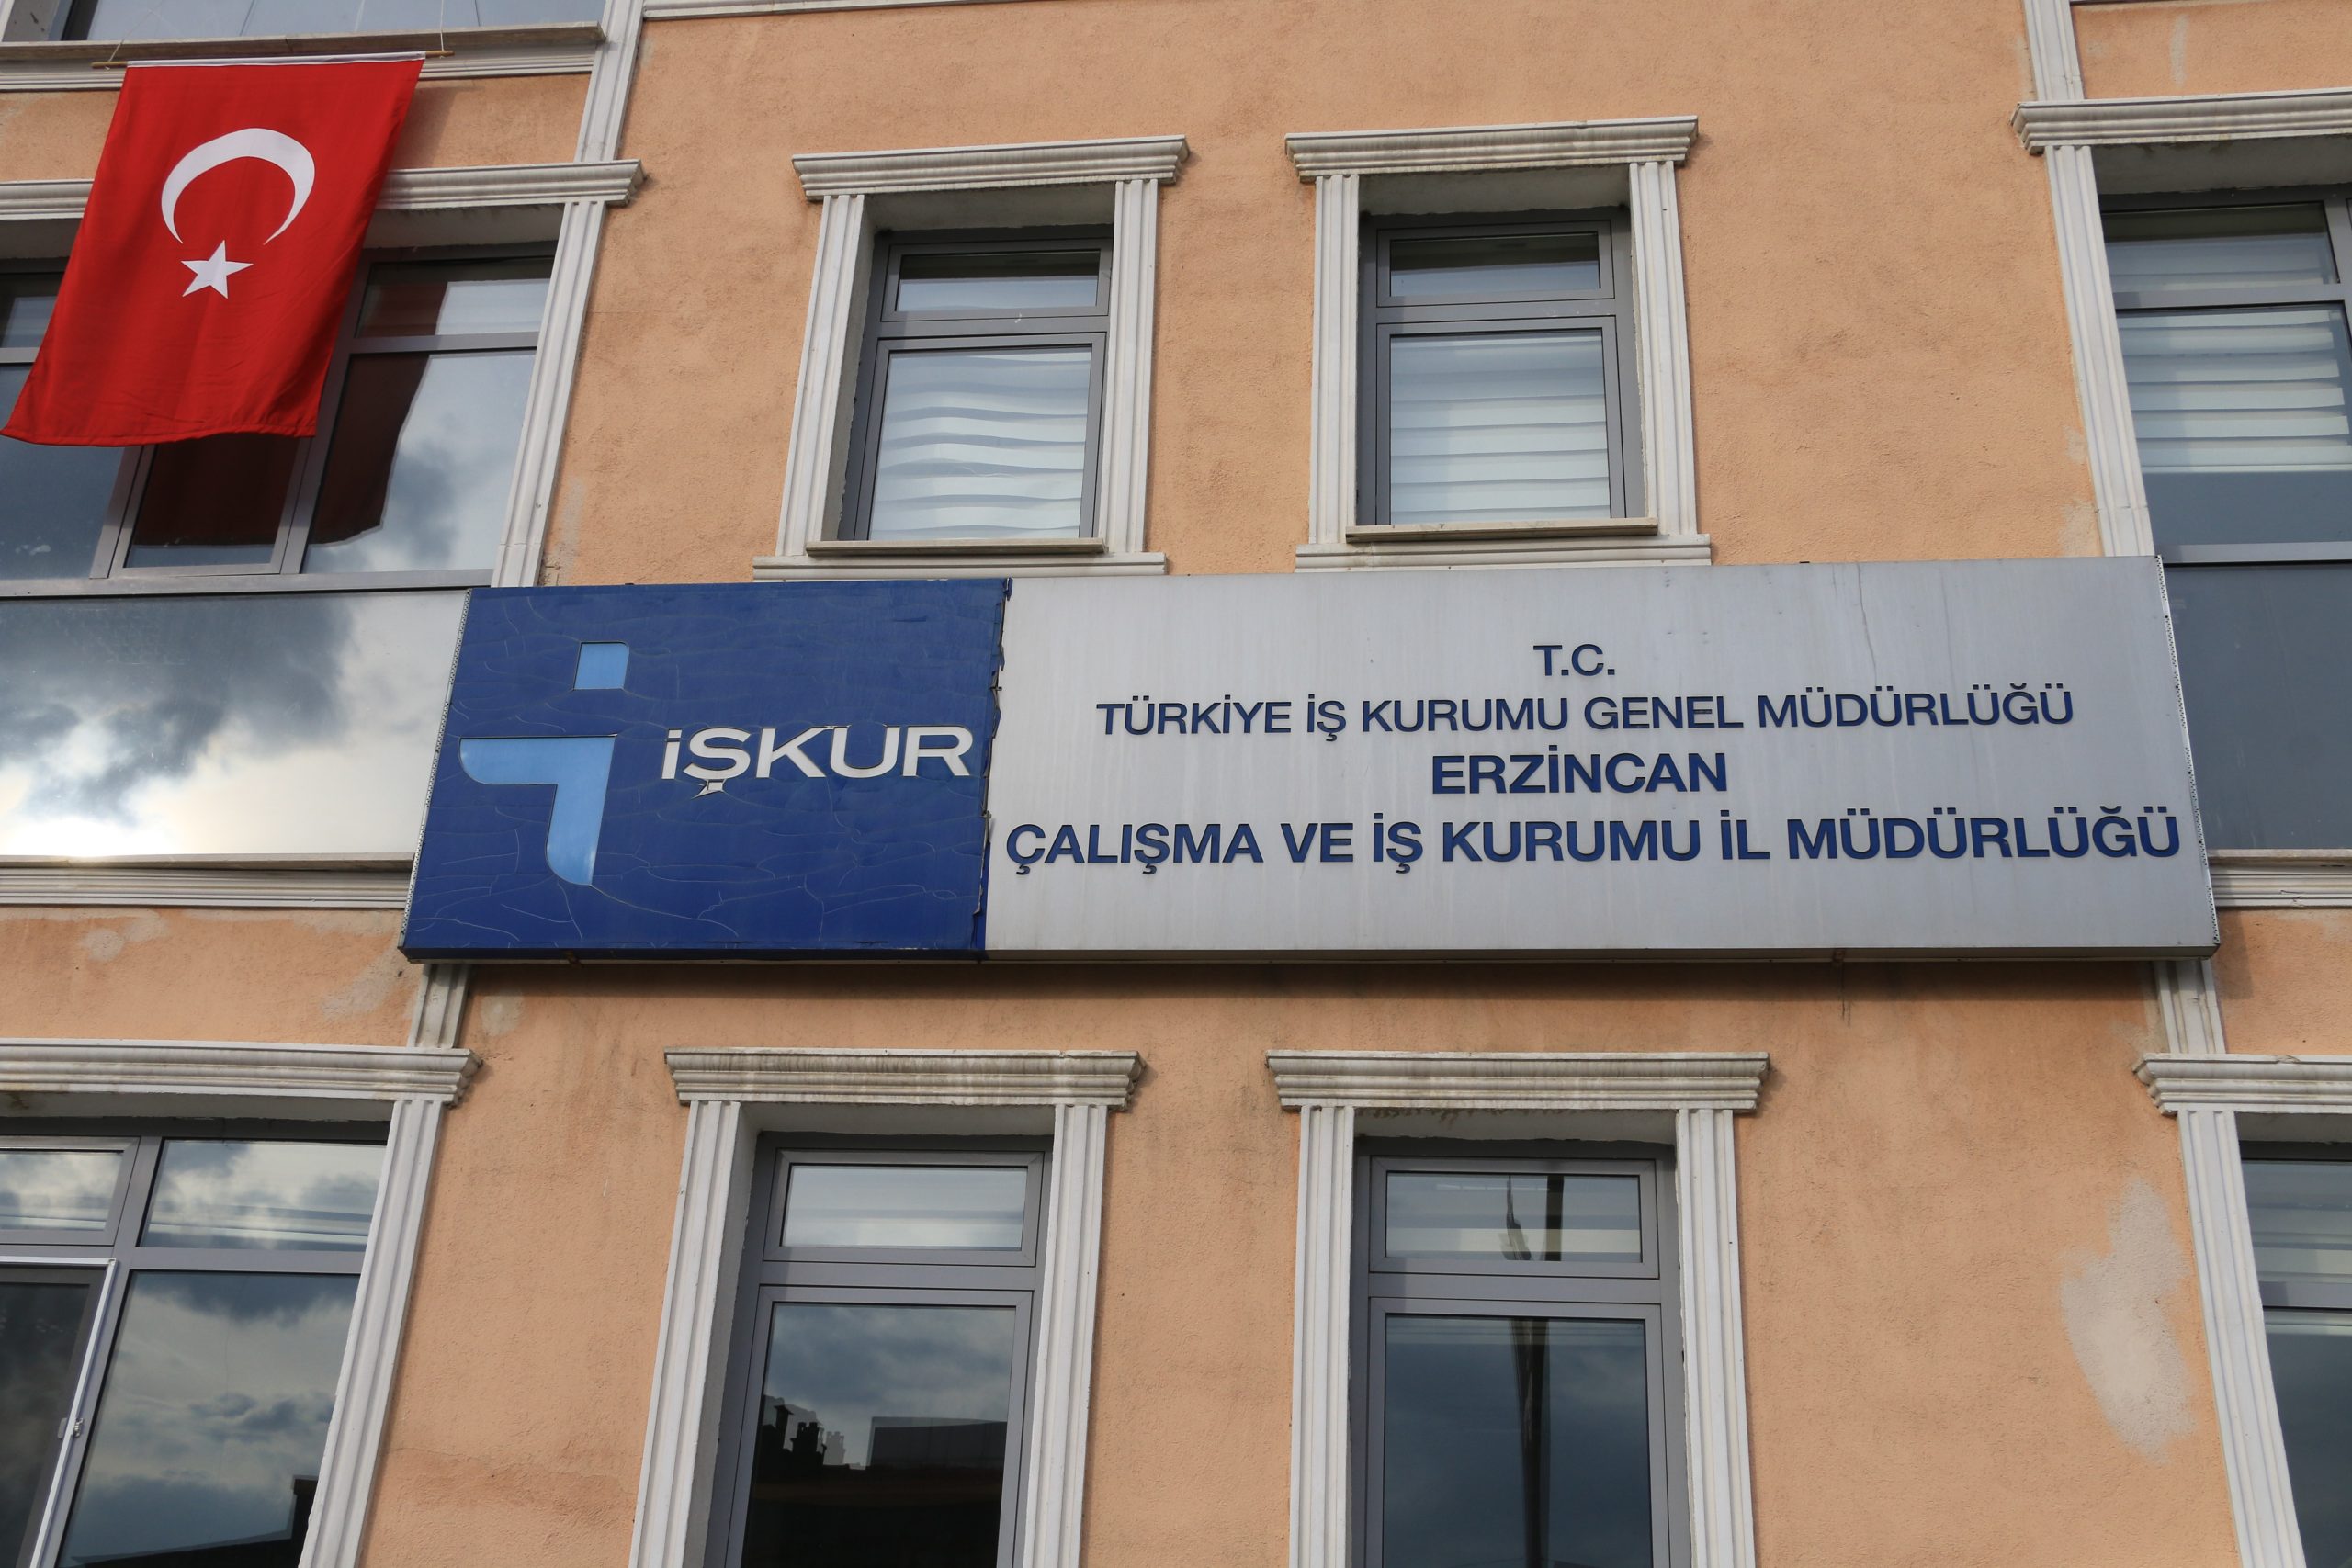 İŞKUR
T.C.
TÜRKİYE İŞ KURUMU GENEL MÜDÜRLÜĞÜ
ERZİNCAN
ÇALIŞMA VE İŞ KURUMU İL MÜDÜRLÜĞÜ